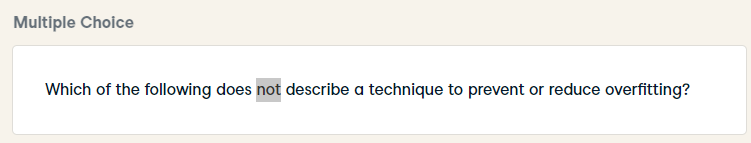 Multiple Choice
Which of the following does not describe a technique to prevent or reduce overfitting?